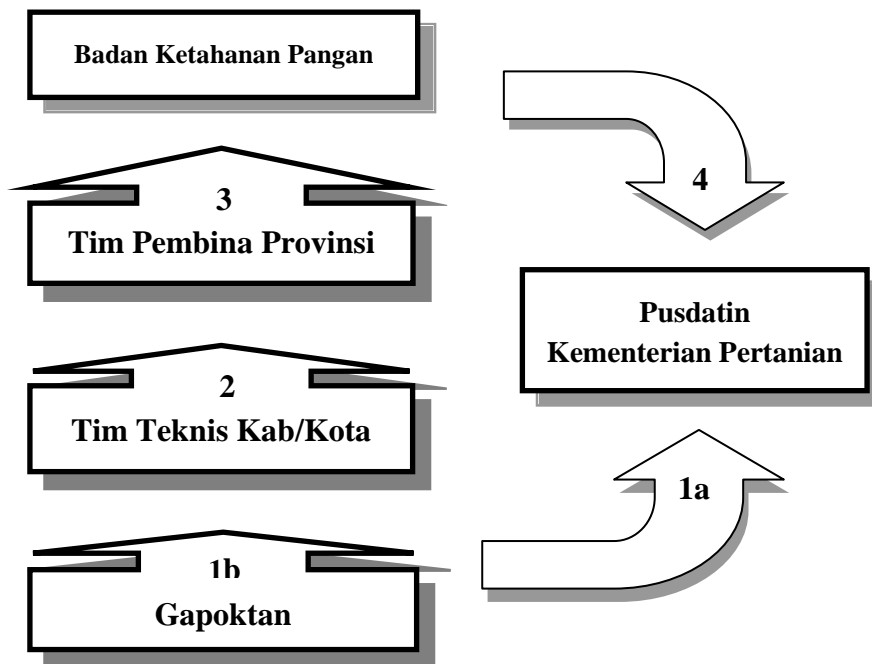 Badan Ketahanan Pangan
4
3
Tim Pembina Provinsi
Pusdatin
Kementerian Pertanian
2
Tim Teknis Kab/Kota
1a
1b
Gapoktan